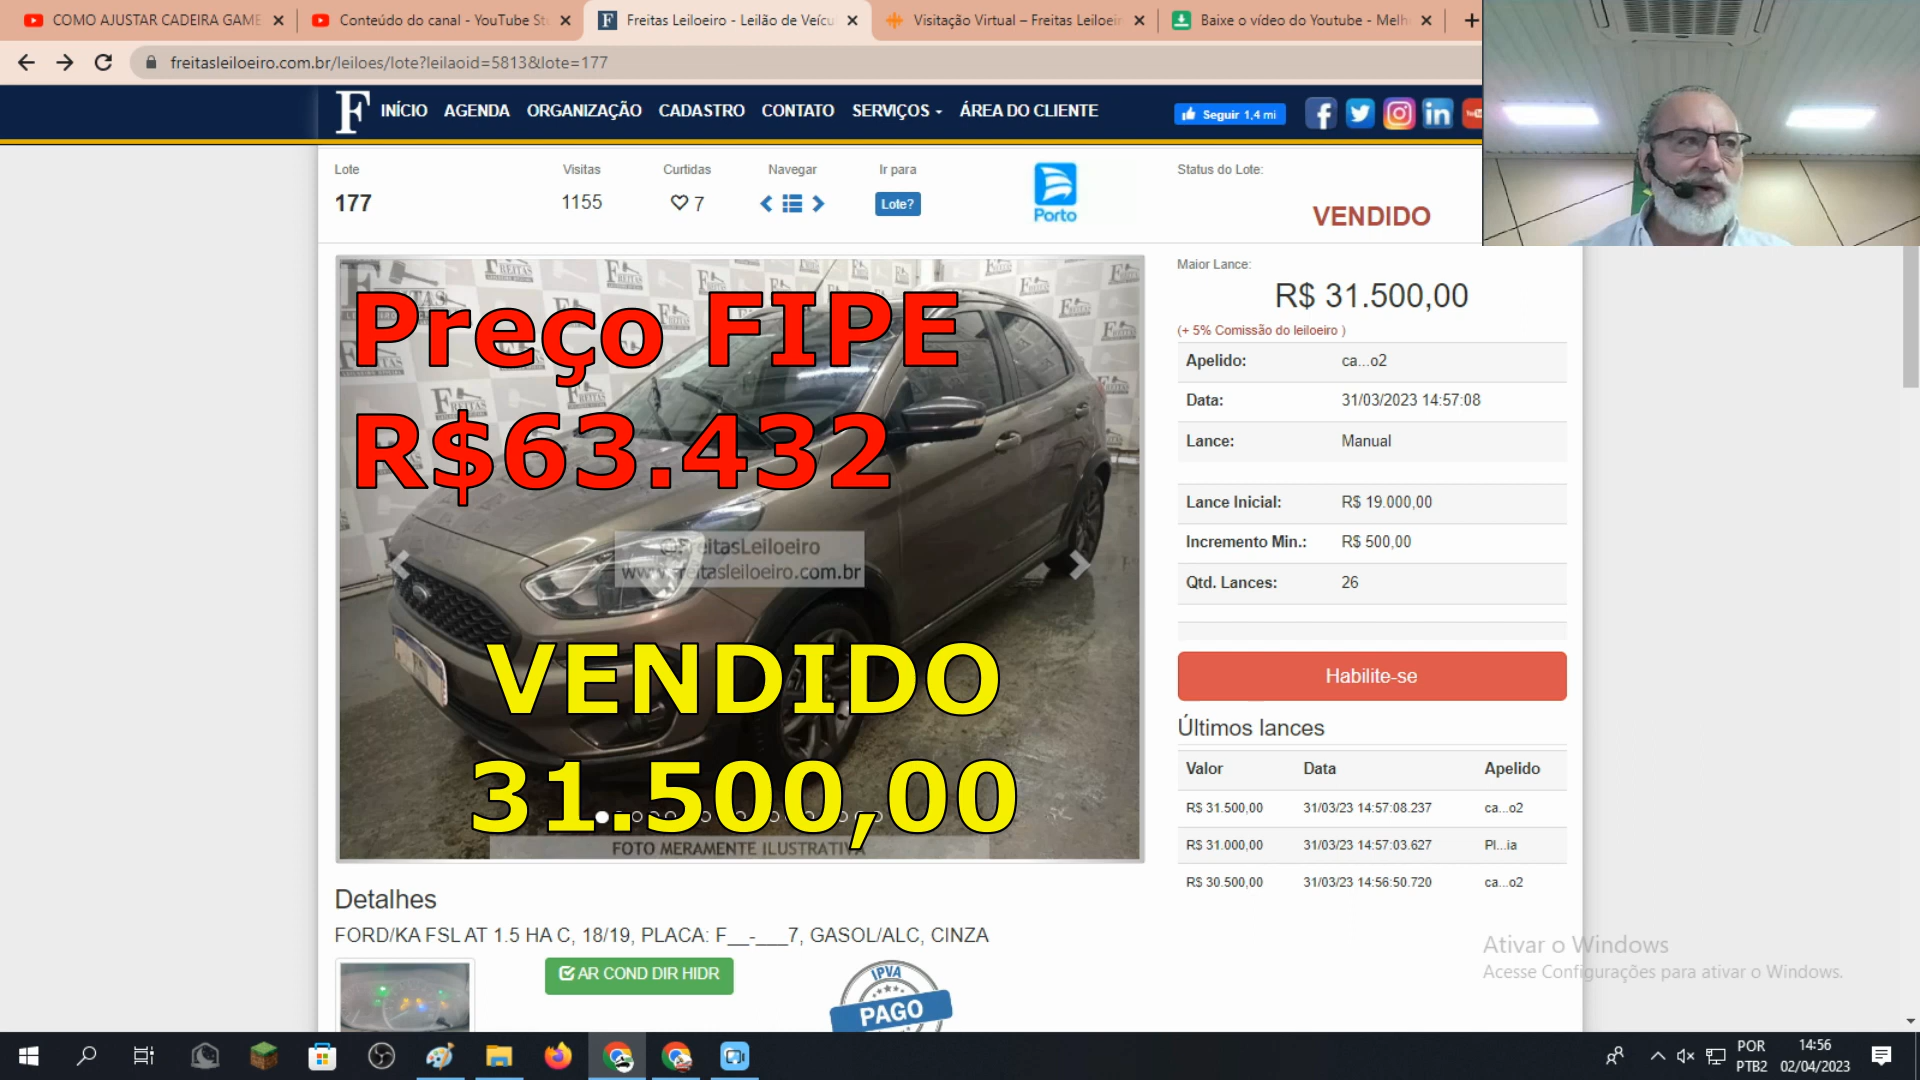 COMO AJUSTAR CADEIRA GAME
Conteúdo do canal - YouTube St
Freitas Leiloeiro - Leilão de Veícu
Visitação Virtual – Freitas Leiloeir
Baixe o vídeo do Youtube - Melh
freitasleiloeiro.com.br/leiloes/lote?leilaoid=5813&lote=177
F INÍCIO AGENDA ORGANIZAÇÃO CADASTRO CONTATO SERVIÇOS ÁREA DO CLIENTE
Seguir 1,4 mi
Lote Visitas Curtidas Navegar Ir para Status do Lote:
177 1155 7 Lote? Porto VENDIDO
Maior Lance:
R$ 31.500,00
(+ 5% Comissão do leiloeiro )
Apelido: ca...o2
Data: 31/03/2023 14:57:08
Lance: Manual
Lance Inicial: R$ 19.000,00
Incremento Min.: R$ 500,00
Qtd. Lances: 26
Habilite-se
Últimos lances
Valor Data Apelido
R$ 31.500,00 31/03/23 14:57:08.237 ca...o2
R$ 31.000,00 31/03/23 14:57:03.627 Pl...ia
R$ 30.500,00 31/03/23 14:56:50.720 ca...o2
Preço FIPE
R$63.432
@FreitasLeiloeiro
www.freitasleiloeiro.com.br
VENDIDO
31.500,00
FOTO MERAMENTE ILUSTRATIVA
Detalhes
FORD/KA FSL AT 1.5 HA C, 18/19, PLACA: F__-___7, GASOL/ALC, CINZA
AR COND DIR HIDR
IPVA
PAGO
Ativar o Windows
Acesse Configurações para ativar o Windows.
POR
PTB2
14:56
02/04/2023